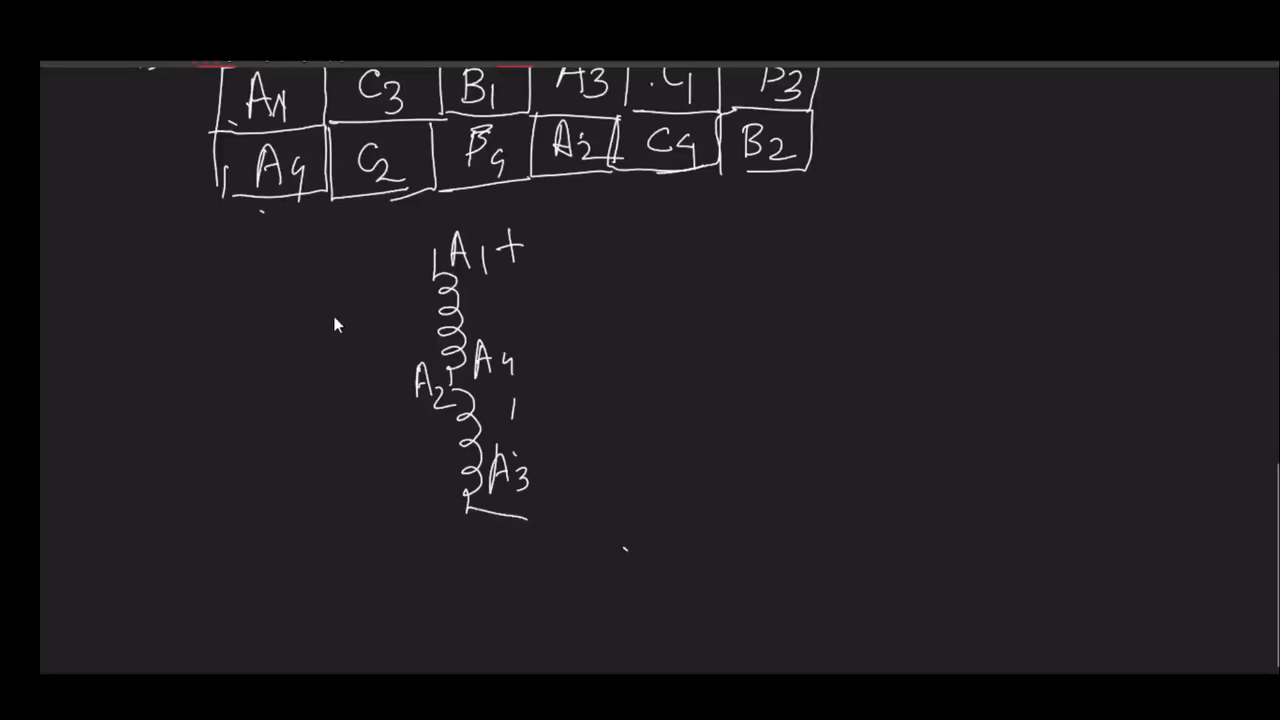 A1 C3 B1 A3 C1 B3
A4 C2 B4 A2 C4 B2
A1 +
A4
A2
A3